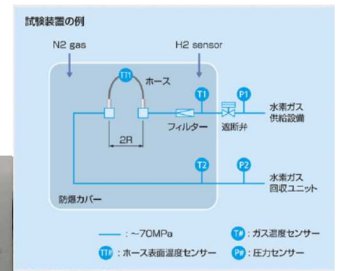 試験装置の例
N2 gas
H2 sensor
TT1
ホース
T1
P1
水素ガス
供給設備
フィルター
遮断弁
2R
T2
P2
水素ガス
回収ユニット
防爆カバー
:~70MPa
T# :ガス温度センサー
TT# :ホース表面温度センサー
P# :圧力センサー